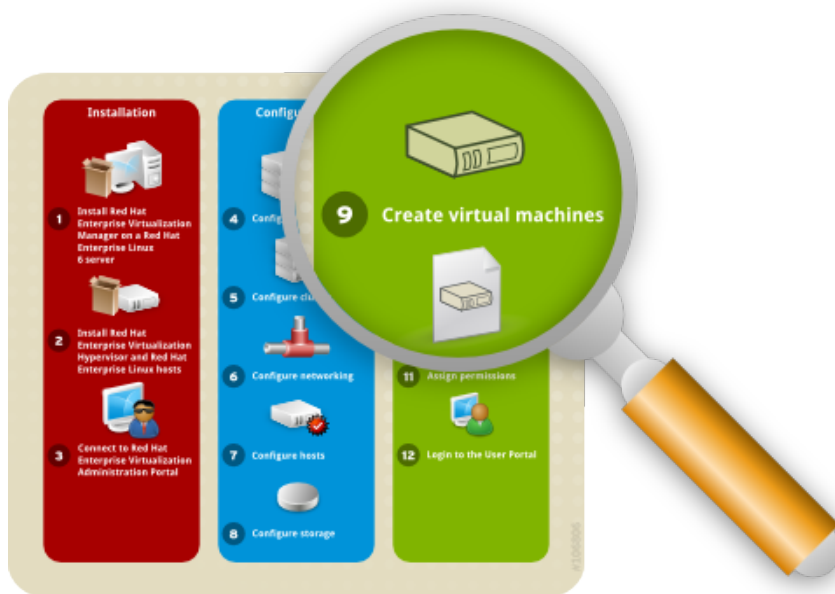 Installation
1
Install Red Hat
Enterprise Virtualization
Manager on a Red Hat
Enterprise Linux
6 server
2
Install Red Hat
Enterprise Virtualization
Hypervisor and Red Hat
Enterprise Linux hosts
3
Connect to Red Hat
Enterprise Virtualization
Administration Portal
4
5
Configure
6
Configure networking
7
Configure hosts
8
Configure storage
9
Create virtual machines
11
Assign permissions
12
Login to the User Portal